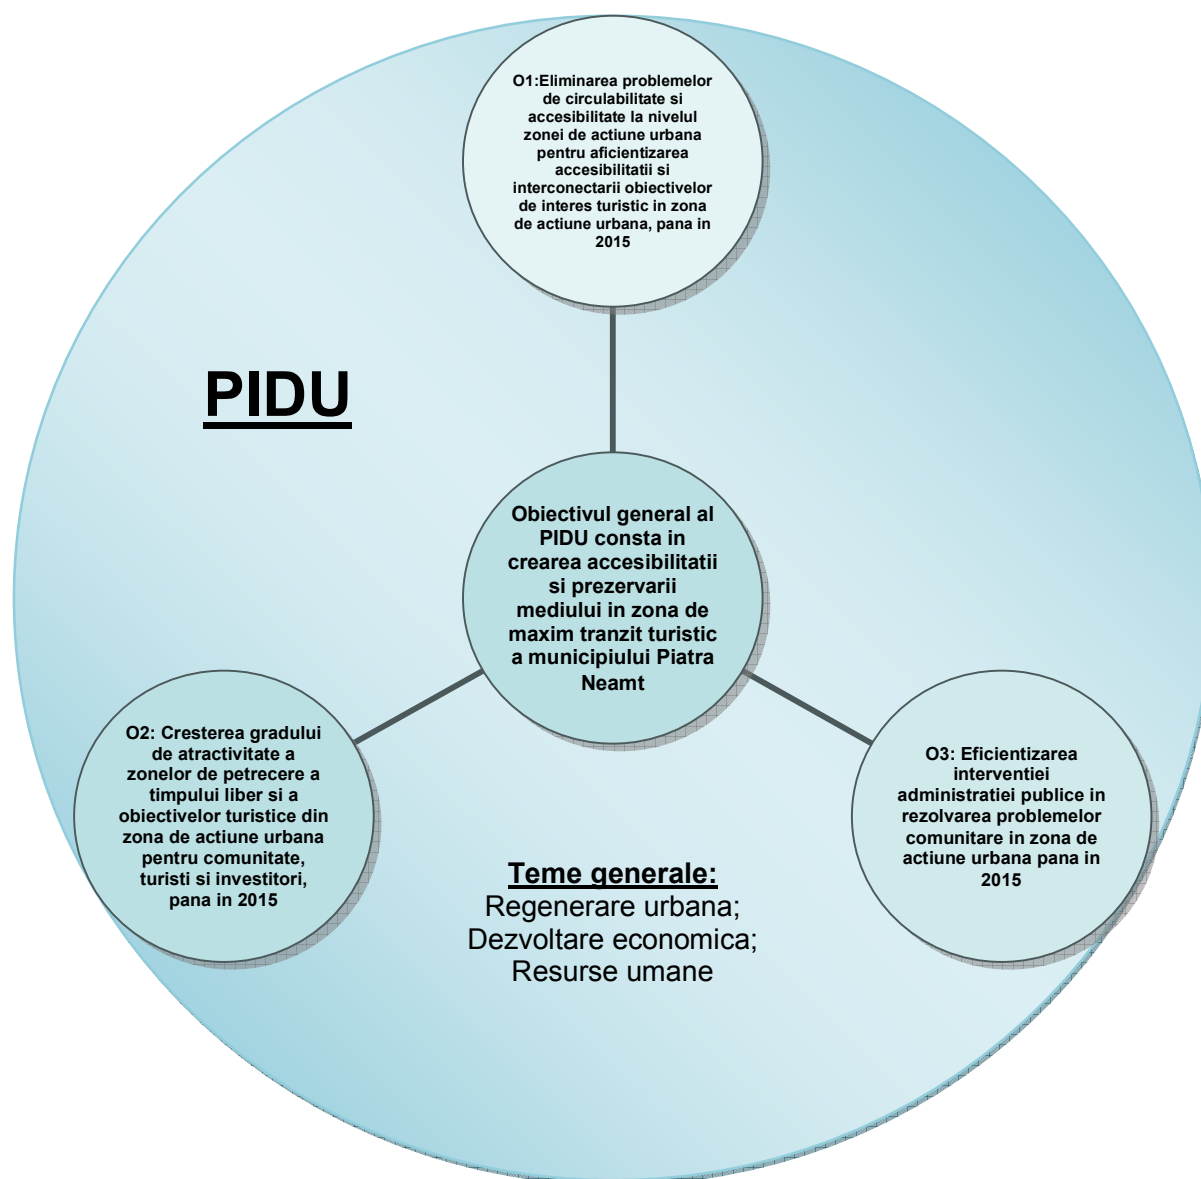 O1:Eliminarea problemelor
de circulabilitate si
accesibilitate la nivelul
zonei de actiune urbana
pentru aficientizarea
accesibilitatii si
interconectarii obiectivelor
de interes turistic in zona
de actiune urbana, pana in
2015
PIDU
Obiectivul general al
PIDU consta in
crearea accesibilitatii
si prezervarii
mediului in zona de
maxim tranzit turistic
a municipiului Piatra
Neamt
O2: Cresterea gradului
de atractivitate a
zonelor de petrecere a
timpului liber si a
obiectivelor turistice din
zona de actiune urbana
pentru comunitate,
turisti si investitori,
pana in 2015
O3: Eficientizarea
interventiei
administratiei publice in
rezolvarea problemelor
comunitare in zona de
actiune urbana pana in
2015
Teme generale:
Regenerare urbana;
Dezvoltare economica;
Resurse umane